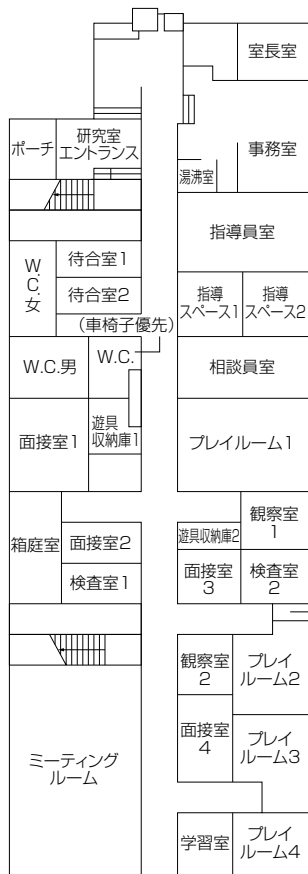 室長室
ポーチ
研究室
エントランス
事務室
湯沸室
指導員室
W.C.女
待合室1
待合室2
指導
スペース1
指導
スペース2
（車椅子優先）
W.C.男
W.C.
相談員室
面接室1
遊具
収納庫1
プレイルーム1
箱庭室
面接室2
検査室1
遊具収納庫2
観察室
1
面接室
3
検査室
2
観察室
2
プレイ
ルーム2
面接室
4
プレイ
ルーム3
ミーティング
ルーム
学習室
プレイ
ルーム4